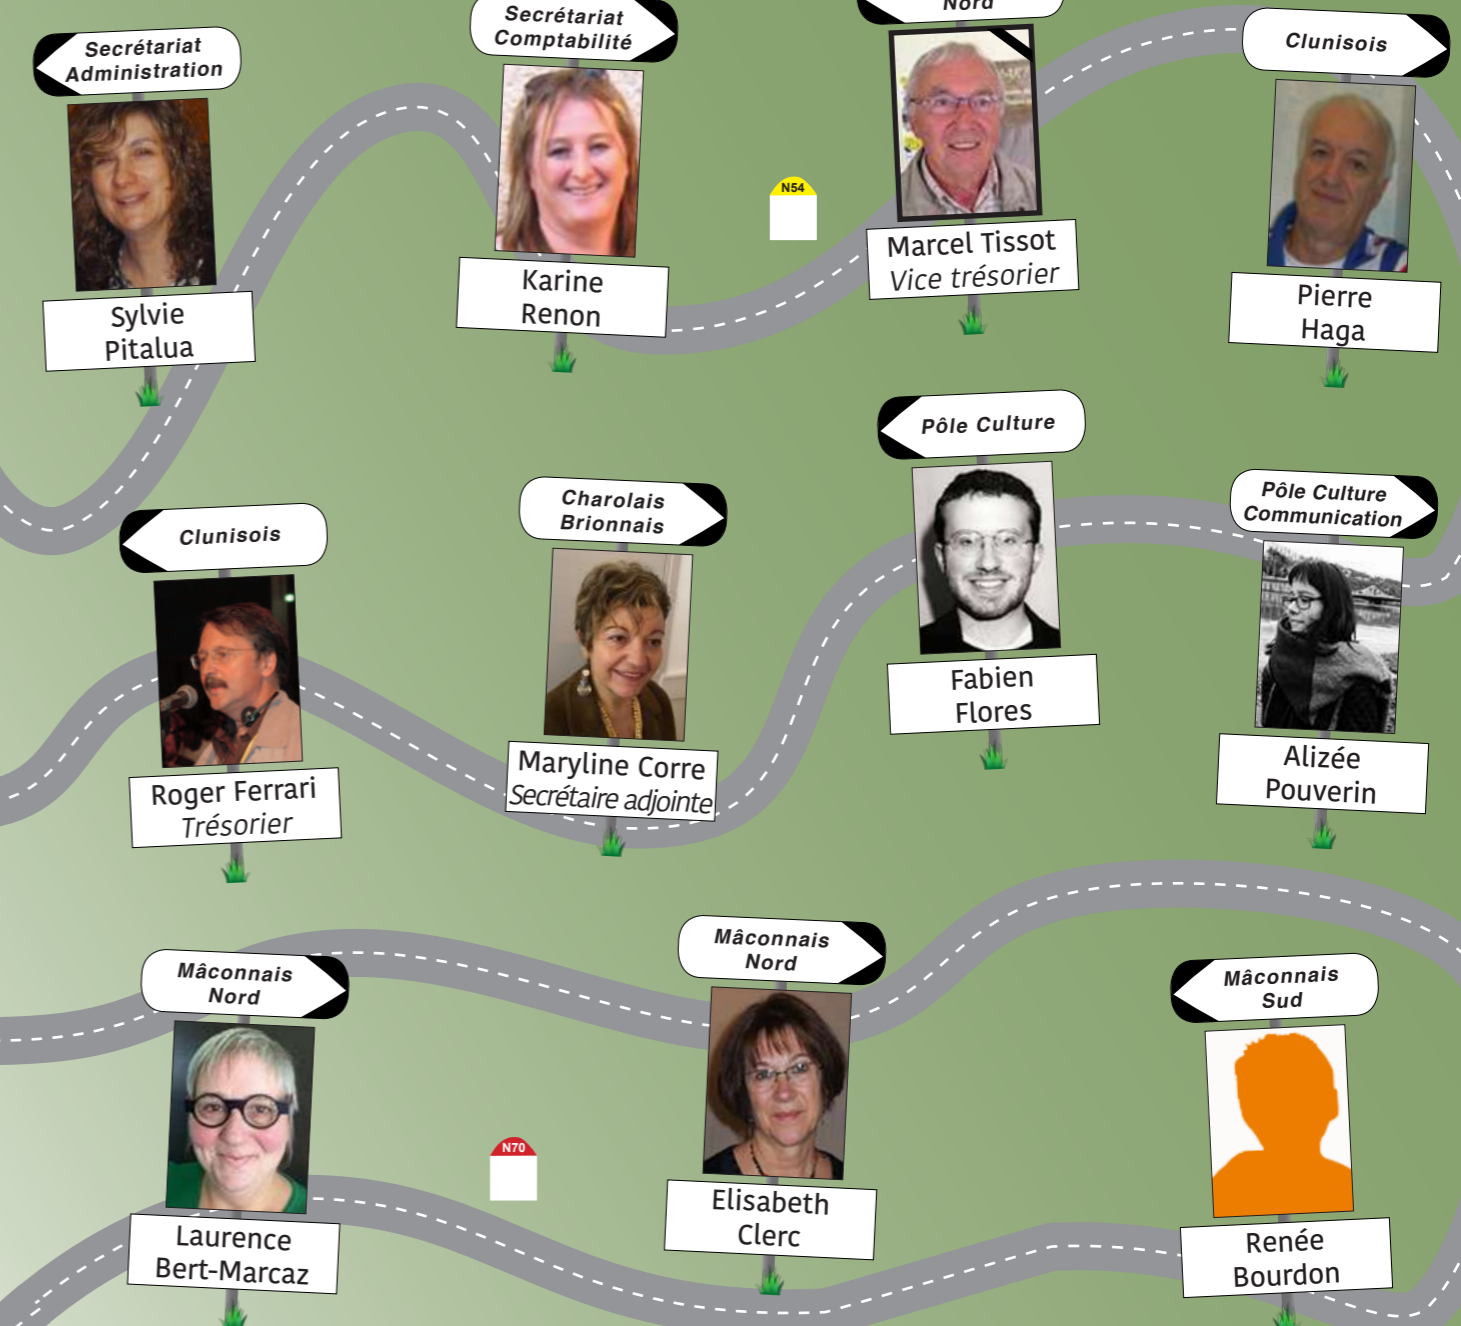 Secrétariat
Administration
Sylvie
Pitalua
Secrétariat
Comptabilité
Karine
Renon
N54
Nord
Marcel Tissot
Vice trésorier
Clunisois
Pierre
Haga
Clunisois
Roger Ferrari
Trésorier
Charolais
Brionnais
Maryline Corre
Secrétaire adjointe
Pôle Culture
Fabien
Flores
Pôle Culture
Communication
Alizée
Pouverin
Mâconnais
Nord
Laurence
Bert-Marcaz
N70
Mâconnais
Nord
Elisabeth
Clerc
Mâconnais
Sud
Renée
Bourdon